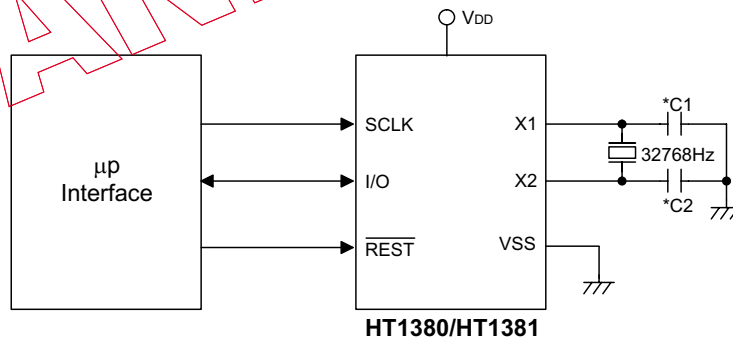 VDD
*C1
SCLK
X1
μp
Interface
32768Hz
I/O
X2
*C2
REST
VSS
HT1380/HT1381